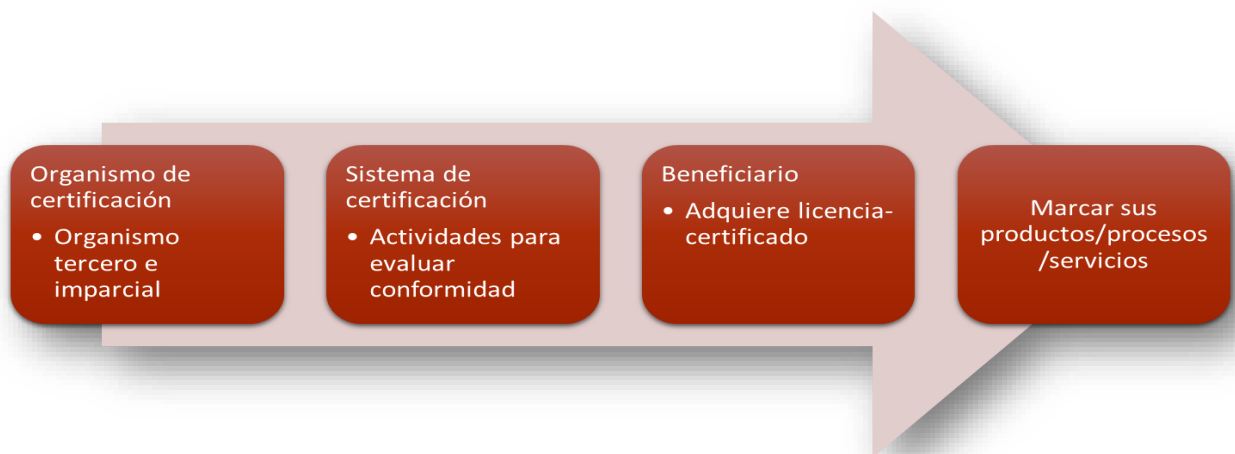 Organismo de
certificación
• Organismo
tercero e
imparcial
Sistema de
certificación
• Actividades para
evaluar
conformidad
Beneficiario
• Adquiere licencia-
certificado
Marcar sus
productos/procesos
/servicios